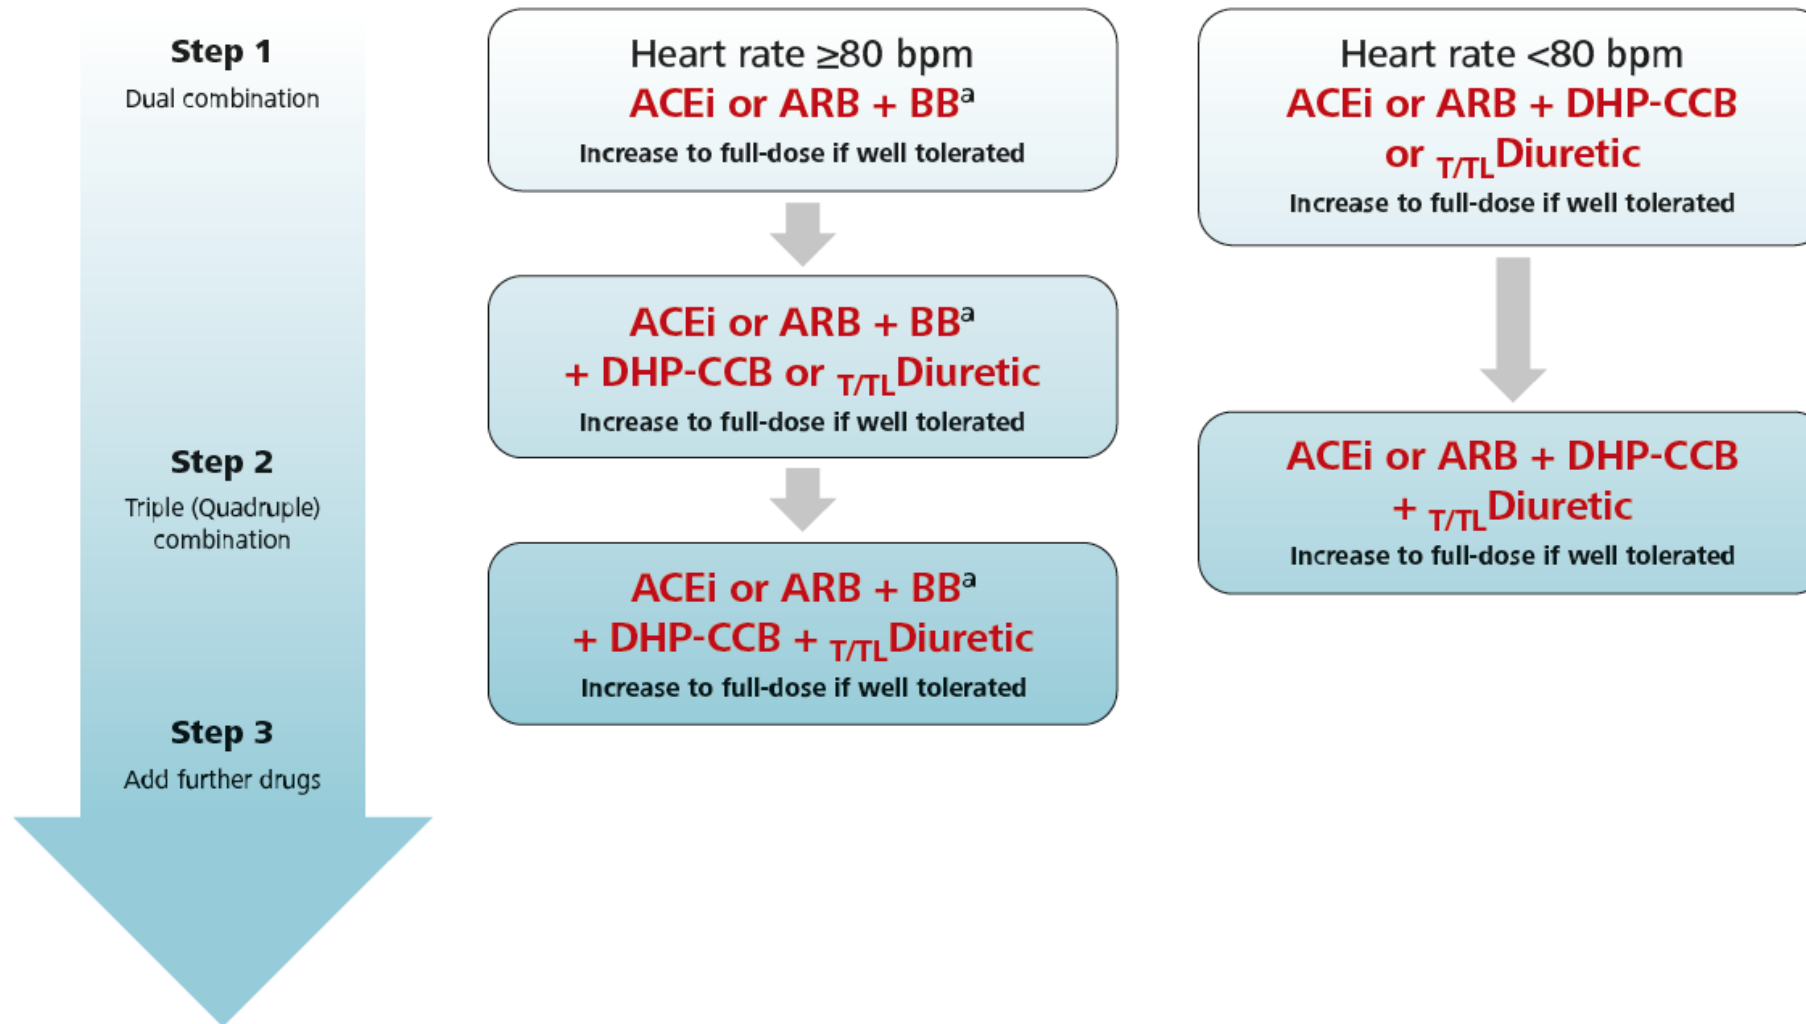 Step 1
Dual combination
Step 2
Triple (Quadruple)
combination
Step 3
Add further drugs
Heart rate ≥80 bpm
ACEi or ARB + BBᵃ
Increase to full-dose if well tolerated
ACEi or ARB + BBᵃ
+ DHP-CCB or T/TLDiuretic
Increase to full-dose if well tolerated
ACEi or ARB + BBᵃ
+ DHP-CCB + T/TLDiuretic
Increase to full-dose if well tolerated
Heart rate <80 bpm
ACEi or ARB + DHP-CCB
or T/TLDiuretic
Increase to full-dose if well tolerated
ACEi or ARB + DHP-CCB
+ T/TLDiuretic
Increase to full-dose if well tolerated